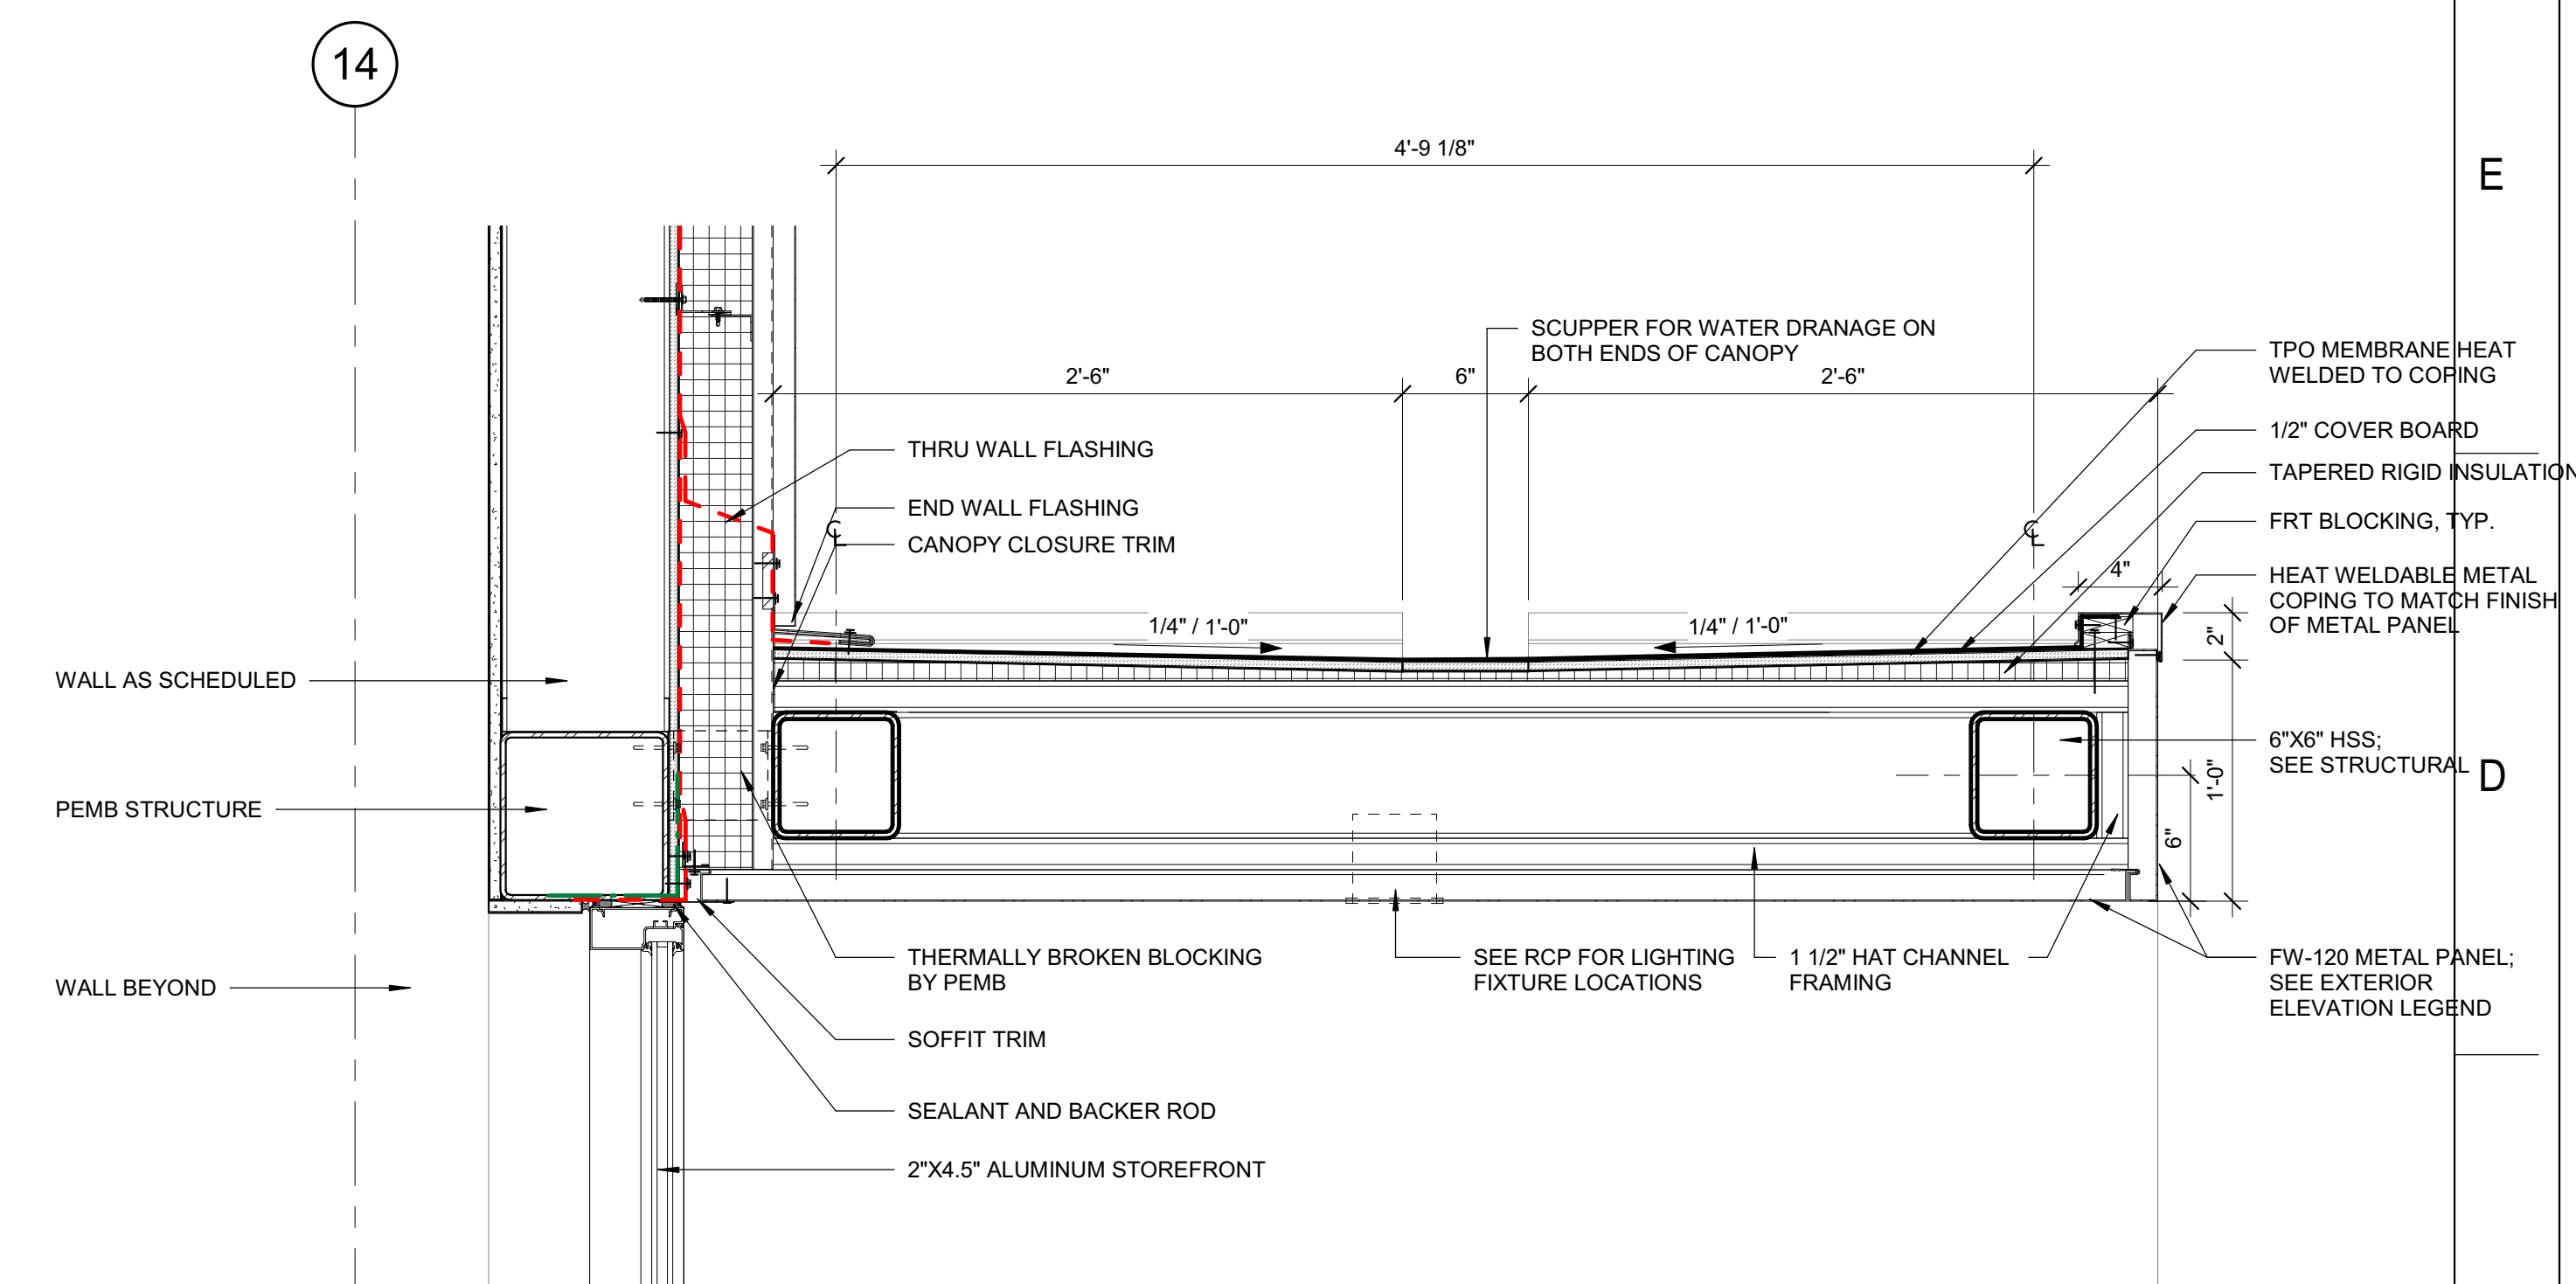 14
E
4'-9 1/8"
SCUPPER FOR WATER DRANAGE ON
BOTH ENDS OF CANOPY
2'-6"
6"
2'-6"
TPO MEMBRANE HEAT
WELDED TO COPING
1/2" COVER BOARD
TAPERED RIGID INSULATION
FRT BLOCKING, TYP.
HEAT WELDABLE METAL
COPING TO MATCH FINISH
OF METAL PANEL
THRU WALL FLASHING
END WALL FLASHING
CANOPY CLOSURE TRIM
CL
CL
4"
1/4" / 1'-0"
1/4" / 1'-0"
2"
WALL AS SCHEDULED
PEMB STRUCTURE
6"X6" HSS;
SEE STRUCTURAL
D
1'-0"
6"
WALL BEYOND
THERMALLY BROKEN BLOCKING
BY PEMB
SEE RCP FOR LIGHTING
FIXTURE LOCATIONS
1 1/2" HAT CHANNEL
FRAMING
FW-120 METAL PANEL;
SEE EXTERIOR
ELEVATION LEGEND
SOFFIT TRIM
SEALANT AND BACKER ROD
2"X4.5" ALUMINUM STOREFRONT